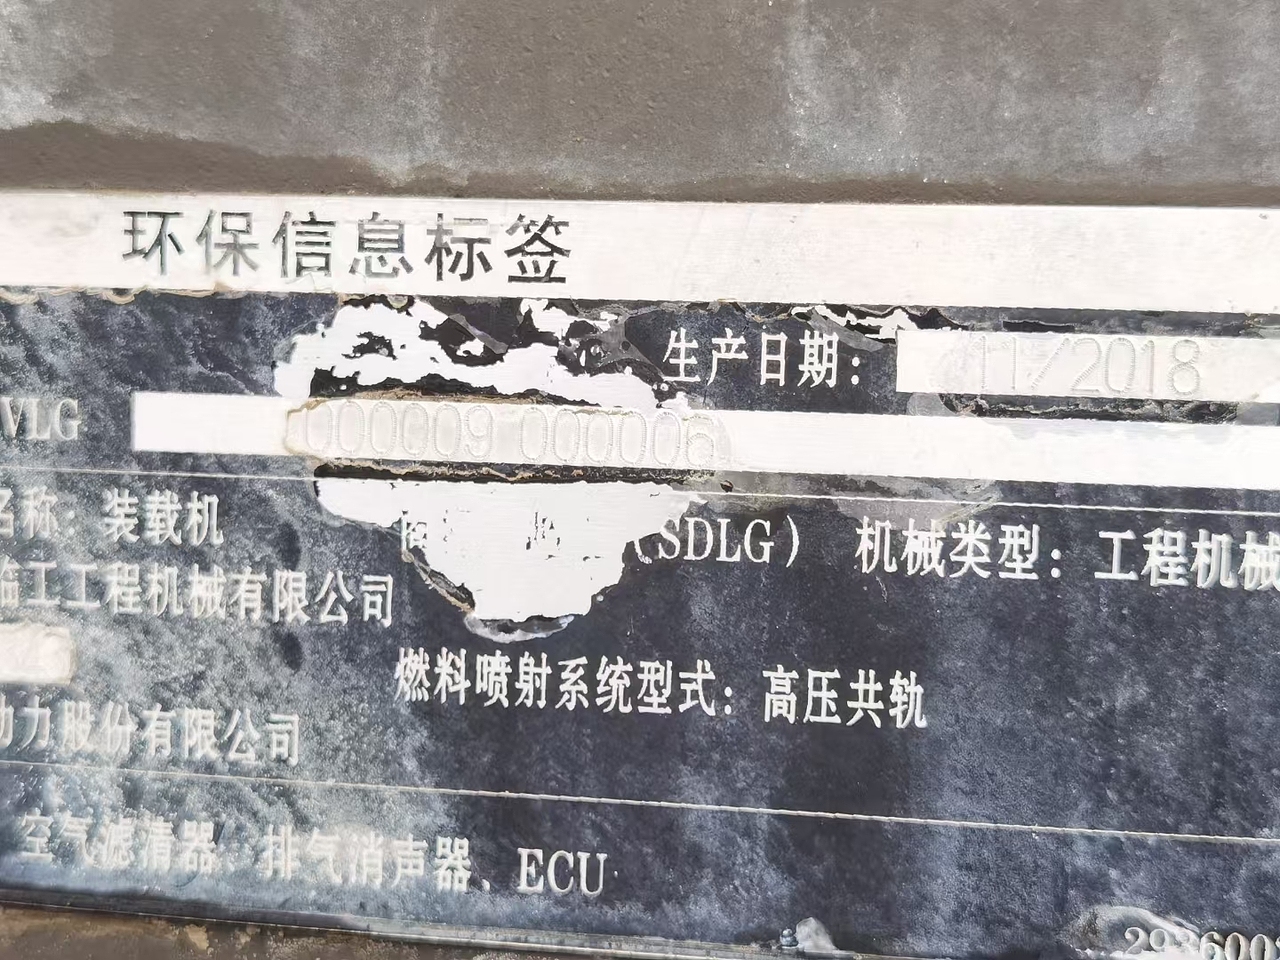 环保信息标签
生产日期: 11/2018
VLG 000009 000006
名称: 装载机 (SDLG) 机械类型: 工程机械
临工工程机械有限公司
燃料喷射系统型式: 高压共轨
动力股份有限公司
空气滤清器 排气消声器、ECU
2936002